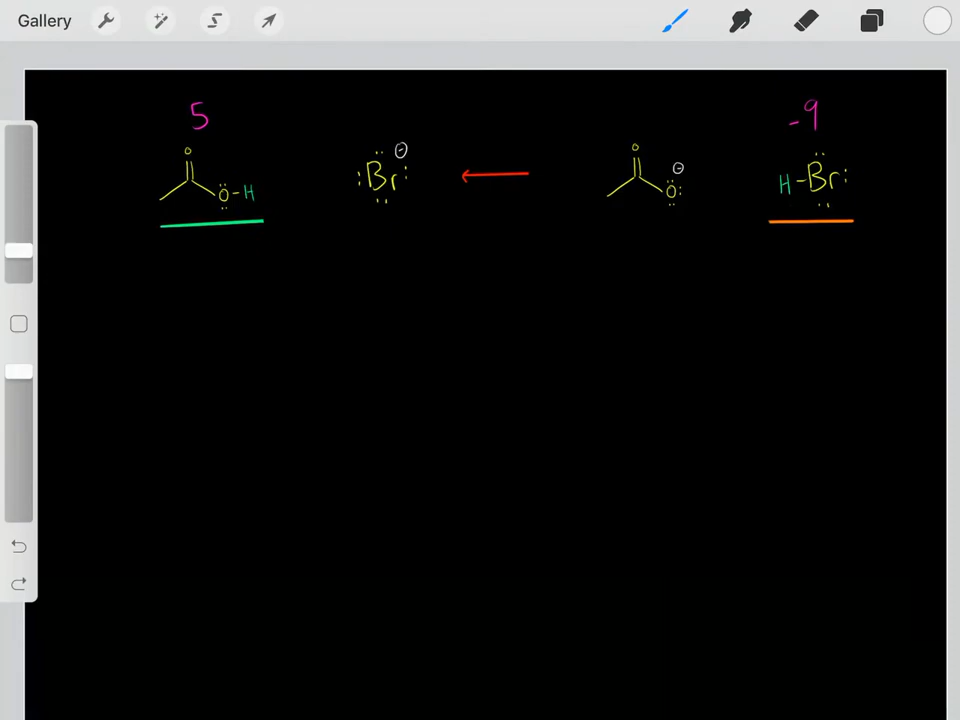 Gallery
5 -9
O :Br: ⊖ ← O ⊖ H-Br:
O-H O: